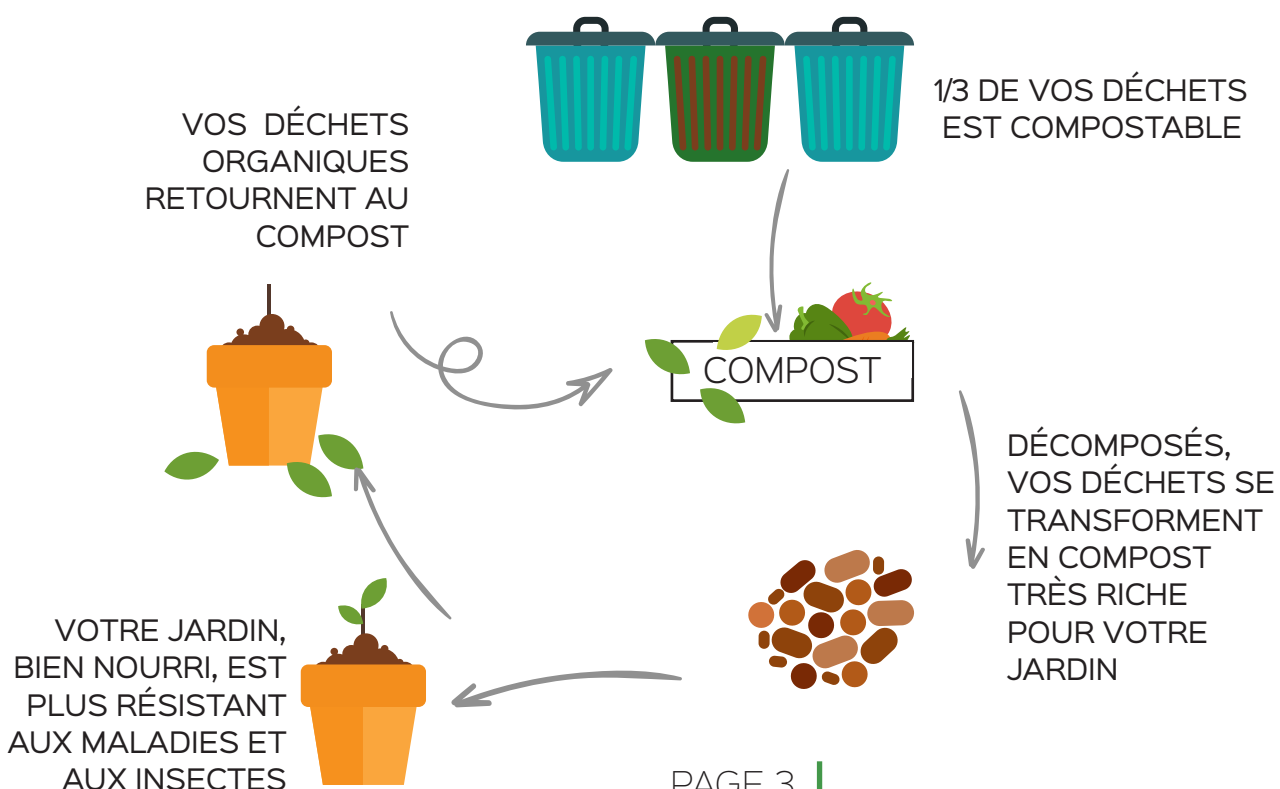 1/3 DE VOS DÉCHETS
EST COMPOSTABLE
VOS DÉCHETS
ORGANIQUES
RETOURNENT AU
COMPOST
COMPOST
DÉCOMPOSÉS,
VOS DÉCHETS SE
TRANSFORMENT
EN COMPOST
TRÈS RICHE
POUR VOTRE
JARDIN
VOTRE JARDIN,
BIEN NOURRI, EST
PLUS RÉSISTANT
AUX MALADIES ET
AUX INSECTES
PAGE 3